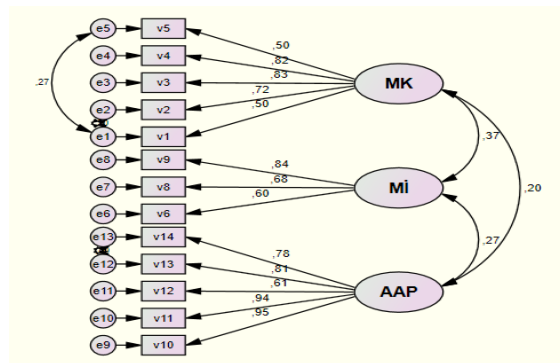 e5 v5
,50
e4 v4
,82
,27 e3 v3 ,83 MK
e2 v2 ,72
e1 v1 ,50
,37
e8 v9 ,84
e7 v8 ,68 Mİ ,20
e6 v6 ,60
e13 v14 ,27
,78
e12 v13 ,81
e11 v12 ,61 AAP
e10 v11 ,94
e9 v10 ,95